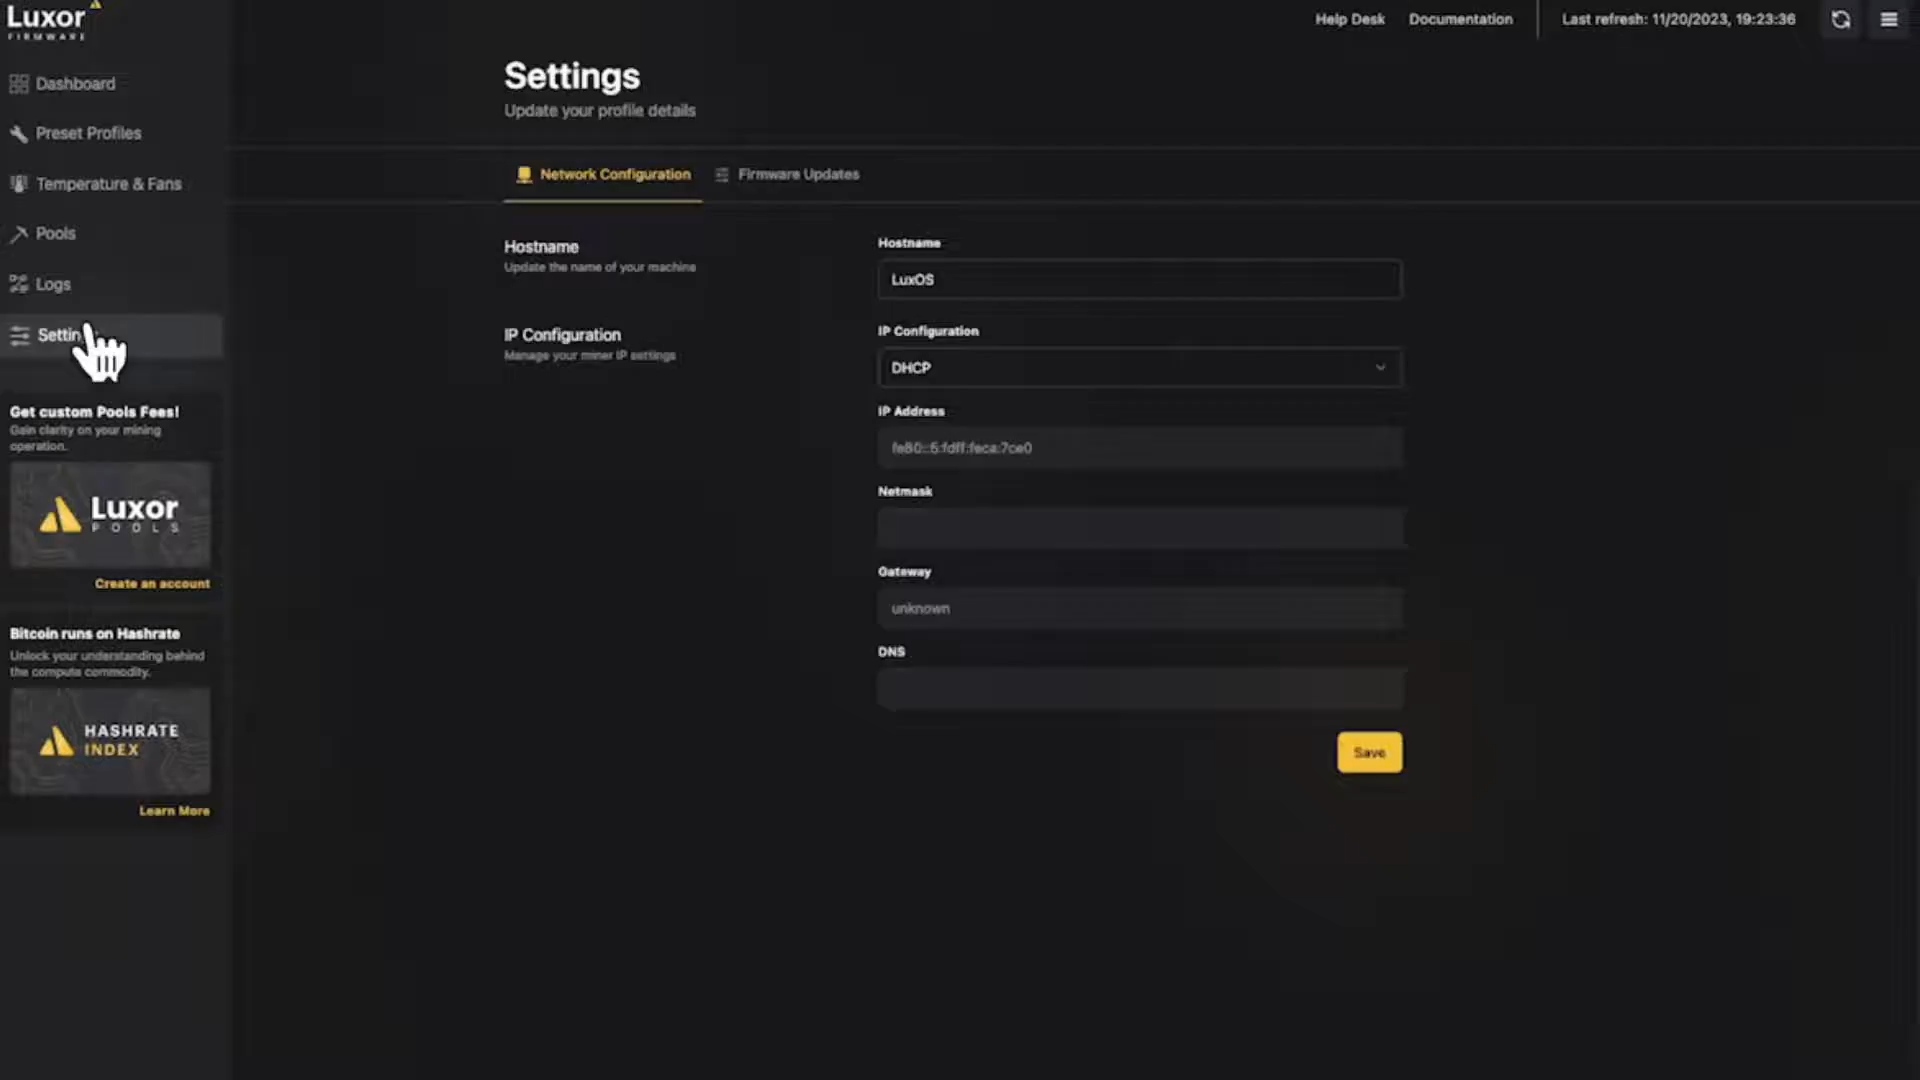 Luxor
FIRMWARE
Help Desk
Documentation
Last refresh: 11/20/2023, 19:23:36
Dashboard
Preset Profiles
Temperature & Fans
Pools
Logs
Get custom Pools Fees!
Gain clarity on your mining
operation.
Luxor
POOLS
Create an account
Bitcoin runs on Hashrate
Unlock your understanding behind
the compute commodity.
HASHRATE
INDEX
Learn More
Settings
Update your profile details
Network Configuration
Firmware Updates
Hostname
Update the name of your machine
Hostname
LuxOS
IP Configuration
Manage your miner IP settings
IP Configuration
DHCP
IP Address
fe80::5:fdff:feca:7ce0
Netmask
Gateway
unknown
DNS
Save